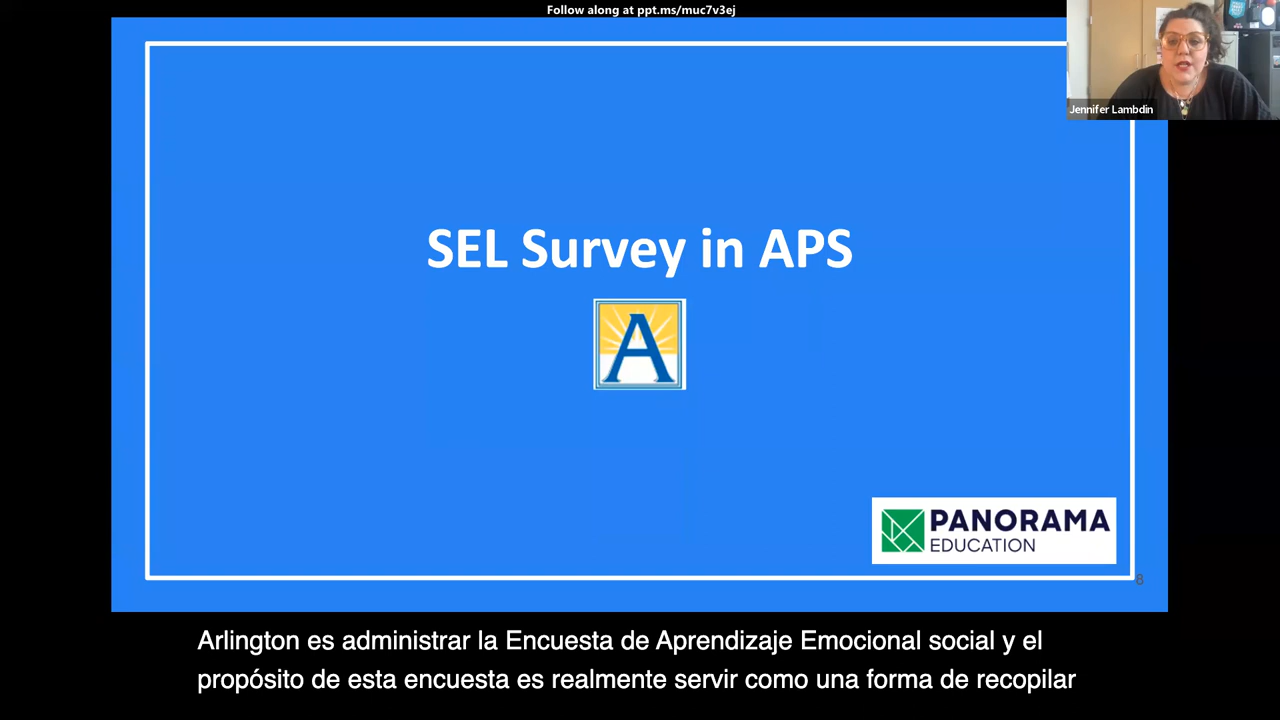 Follow along at ppt.ms/muc7v3ej
Jennifer Lambdin
SEL Survey in APS
A
PANORAMA
EDUCATION
8
Arlington es administrar la Encuesta de Aprendizaje Emocional social y el
propósito de esta encuesta es realmente servir como una forma de recopilar